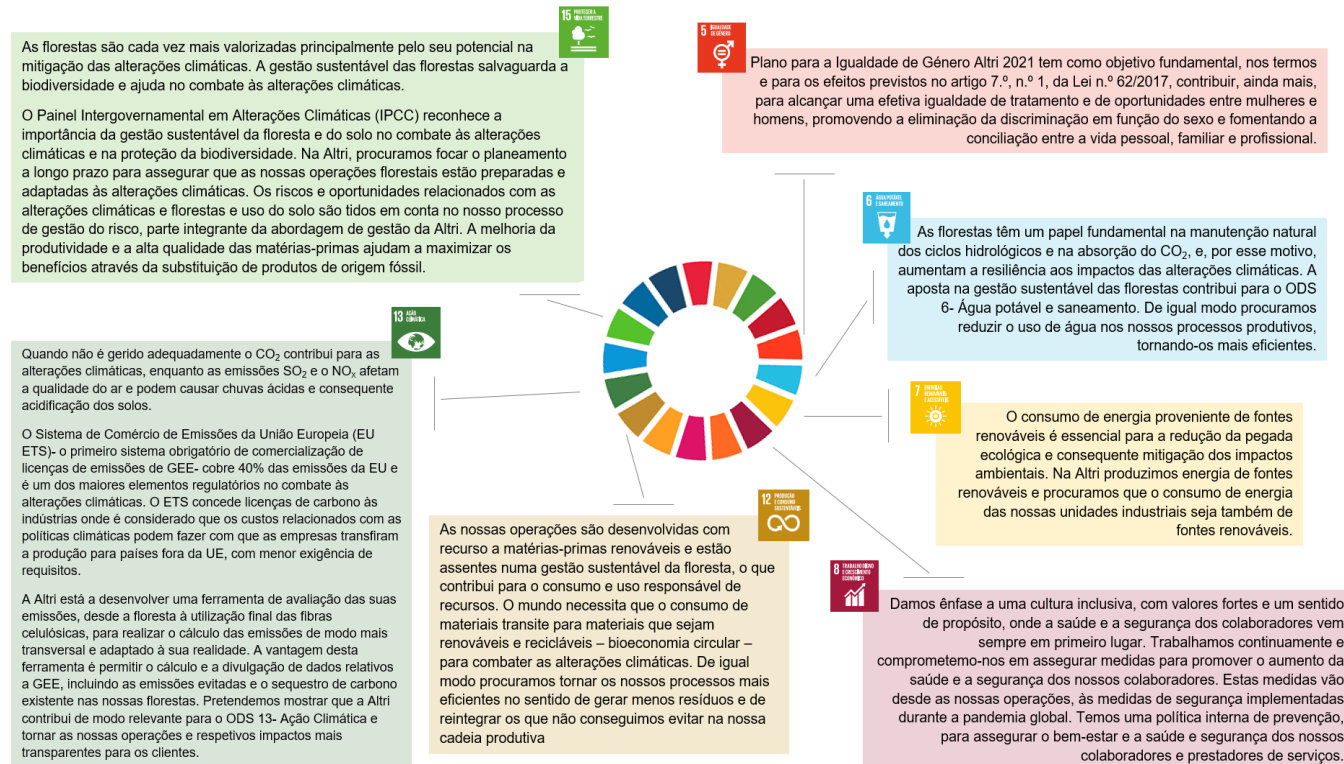 15 PROTEGER A
VIDA TERRESTRE
As florestas são cada vez mais valorizadas principalmente pelo seu potencial na
mitigação das alterações climáticas. A gestão sustentável das florestas salvaguarda a
biodiversidade e ajuda no combate às alterações climáticas.
O Painel Intergovernamental em Alterações Climáticas (IPCC) reconhece a
importância da gestão sustentável da floresta e do solo no combate às alterações
climáticas e na proteção da biodiversidade. Na Altri, procuramos focar o planeamento
a longo prazo para assegurar que as nossas operações florestais estão preparadas e
adaptadas às alterações climáticas. Os riscos e oportunidades relacionados com as
alterações climáticas e florestas e uso do solo são tidos em conta no nosso processo
de gestão do risco, parte integrante da abordagem de gestão da Altri. A melhoria da
produtividade e a alta qualidade das matérias-primas ajudam a maximizar os
benefícios através da substituição de produtos de origem fóssil.
5 IGUALDADE
DE GÉNERO
Plano para a Igualdade de Género Altri 2021 tem como objetivo fundamental, nos termos
e para os efeitos previstos no artigo 7.º, n.º 1, da Lei n.º 62/2017, contribuir, ainda mais,
para alcançar uma efetiva igualdade de tratamento e de oportunidades entre mulheres e
homens, promovendo a eliminação da discriminação em função do sexo e fomentando a
conciliação entre a vida pessoal, familiar e profissional.
6 ÁGUA POTÁVEL
E SANEAMENTO
As florestas têm um papel fundamental na manutenção natural
dos ciclos hidrológicos e na absorção do CO₂, e, por esse motivo,
aumentam a resiliência aos impactos das alterações climáticas. A
aposta na gestão sustentável das florestas contribui para o ODS
6- Água potável e saneamento. De igual modo procuramos
reduzir o uso de água nos nossos processos produtivos,
tornando-os mais eficientes.
13 AÇÃO
CLIMÁTICA
Quando não é gerido adequadamente o CO₂ contribui para as
alterações climáticas, enquanto as emissões SO₂ e o NOₓ afetam
a qualidade do ar e podem causar chuvas ácidas e consequente
acidificação dos solos.
O Sistema de Comércio de Emissões da União Europeia (EU
ETS)- o primeiro sistema obrigatório de comercialização de
licenças de emissões de GEE- cobre 40% das emissões da EU e
é um dos maiores elementos regulatórios no combate às
alterações climáticas. O ETS concede licenças de carbono às
indústrias onde é considerado que os custos relacionados com as
políticas climáticas podem fazer com que as empresas transfiram
a produção para países fora da UE, com menor exigência de
requisitos.
A Altri está a desenvolver uma ferramenta de avaliação das suas
emissões, desde a floresta à utilização final das fibras
celulósicas, para realizar o cálculo das emissões de modo mais
transversal e adaptado à sua realidade. A vantagem desta
ferramenta é permitir o cálculo e a divulgação de dados relativos
a GEE, incluindo as emissões evitadas e o sequestro de carbono
existente nas nossas florestas. Pretendemos mostrar que a Altri
contribui de modo relevante para o ODS 13- Ação Climática e
tornar as nossas operações e respetivos impactos mais
transparentes para os clientes.
7 ENERGIAS
RENOVÁVEIS
E ACESSÍVEIS
O consumo de energia proveniente de fontes
renováveis é essencial para a redução da pegada
ecológica e consequente mitigação dos impactos
ambientais. Na Altri produzimos energia de fontes
renováveis e procuramos que o consumo de energia
das nossas unidades industriais seja também de
fontes renováveis.
12 PRODUÇÃO
E CONSUMO
SUSTENTÁVEIS
As nossas operações são desenvolvidas com
recurso a matérias-primas renováveis e estão
assentes numa gestão sustentável da floresta, o que
contribui para o consumo e uso responsável de
recursos. O mundo necessita que o consumo de
materiais transite para materiais que sejam
renováveis e recicláveis – bioeconomia circular –
para combater as alterações climáticas. De igual
modo procuramos tornar os nossos processos mais
eficientes no sentido de gerar menos resíduos e de
reintegrar os que não conseguimos evitar na nossa
cadeia produtiva
8 TRABALHO DIGNO
E CRESCIMENTO
ECONÓMICO
Damos ênfase a uma cultura inclusiva, com valores fortes e um sentido
de propósito, onde a saúde e a segurança dos colaboradores vem
sempre em primeiro lugar. Trabalhamos continuamente e
comprometemo-nos em assegurar medidas para promover o aumento da
saúde e a segurança dos nossos colaboradores. Estas medidas vão
desde as nossas operações, às medidas de segurança implementadas
durante a pandemia global. Temos uma política interna de prevenção,
para assegurar o bem-estar e a saúde e segurança dos nossos
colaboradores e prestadores de serviços.